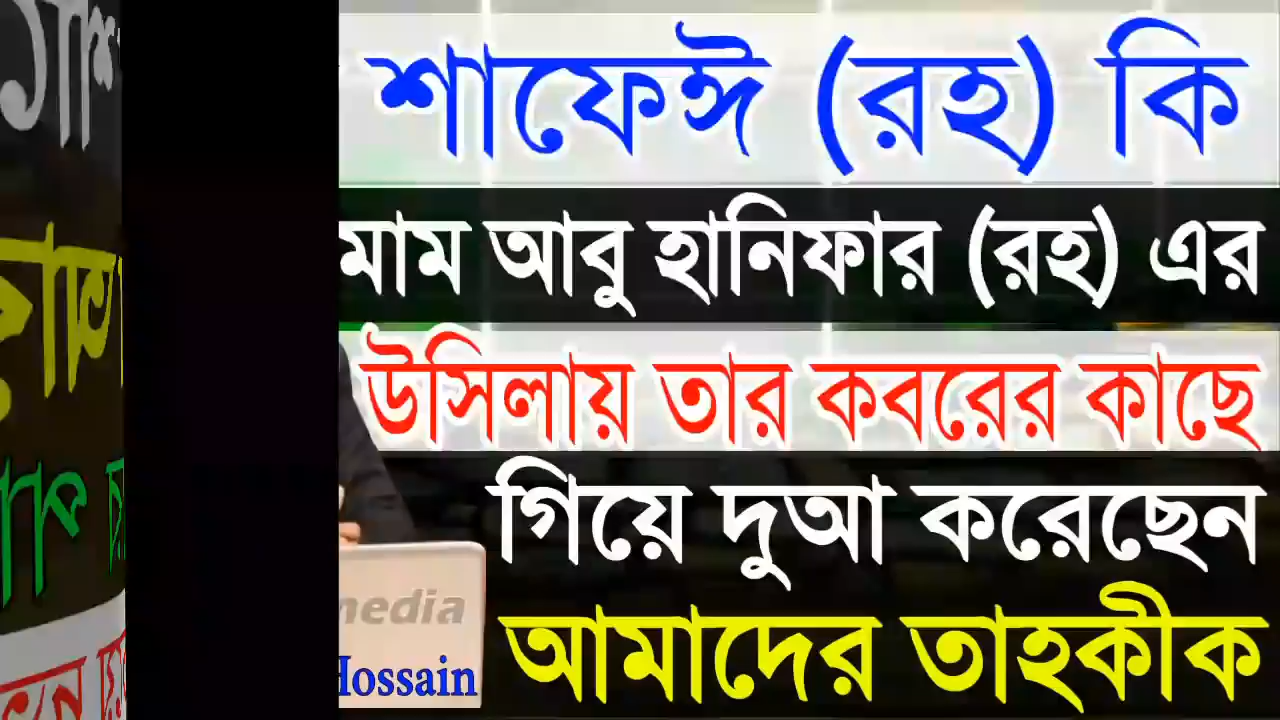 শাফেঈ (রহ) কি
মাম আবু হানিফার (রহ) এর
উসিলায় তার কবরের কাছে
গিয়ে দুআ করেছেন
আমাদের তাহকীক
media
Hossain